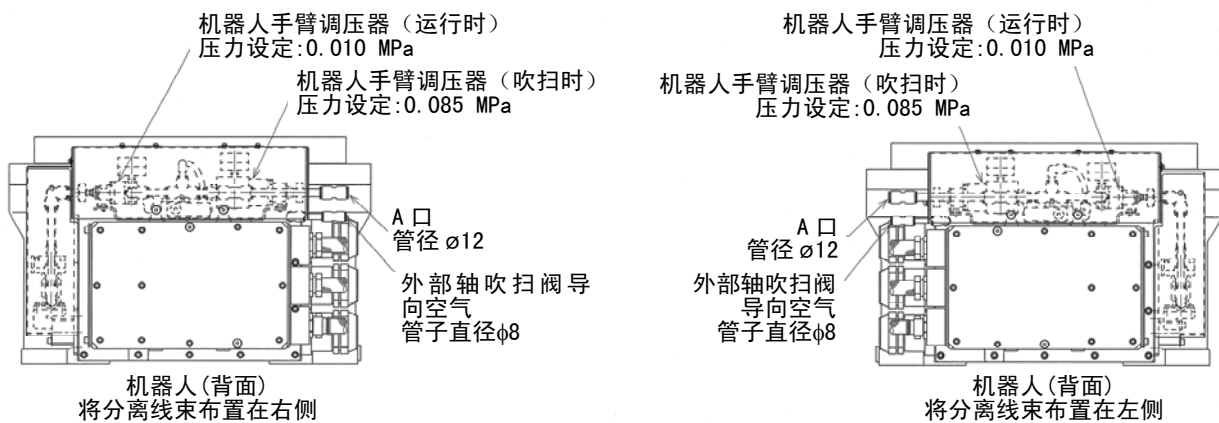 机器人手臂调压器（运行时）
压力设定:0.010 MPa
机器人手臂调压器（吹扫时）
压力设定:0.085 MPa
A 口
管径 ø12
外部轴吹扫阀导
向空气
管子直径φ8
机器人(背面)
将分离线束布置在右侧
机器人手臂调压器（运行时）
压力设定:0.010 MPa
机器人手臂调压器（吹扫时）
压力设定:0.085 MPa
A 口
管径 ø12
外部轴吹扫阀
导向空气
管子直径φ8
机器人(背面)
将分离线束布置在左侧